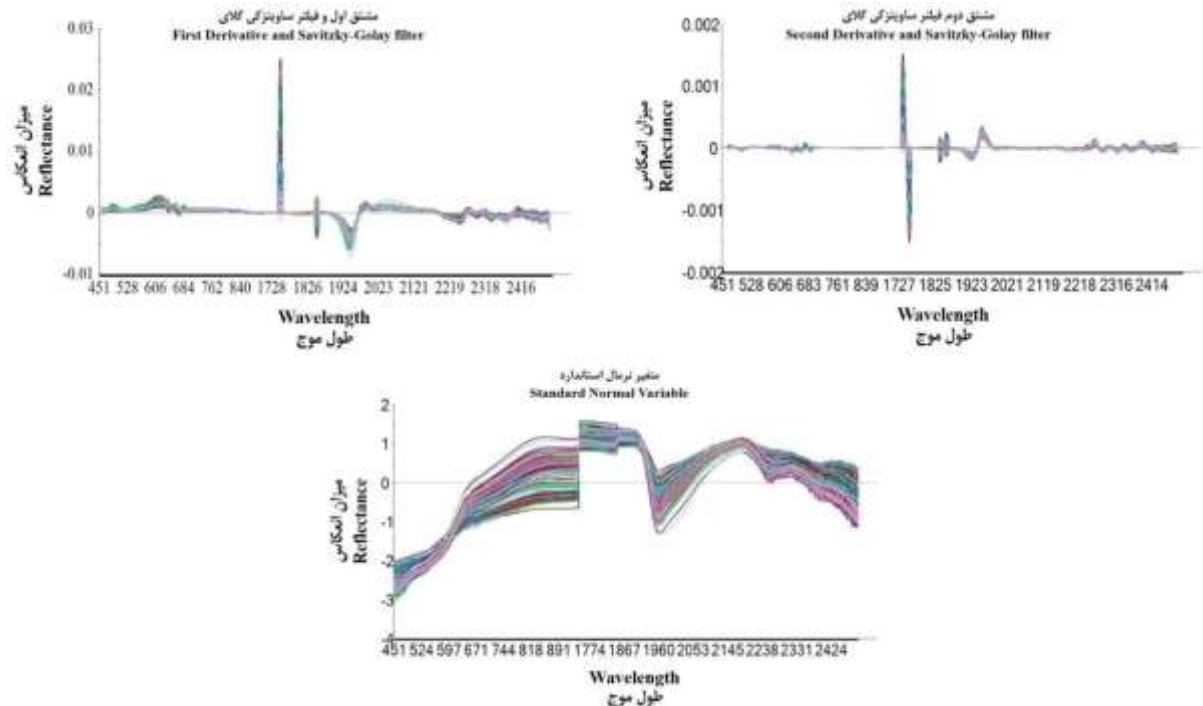 مشتق اول و فیلتر ساویتزکی گلای
First Derivative and Savitzky-Golay filter
میزان انعکاس
Reflectance
0.03
0.02
0.01
0
-0.01
451 528 606 684 762 840 1728 1826 1924 2023 2121 2219 2318 2416
Wavelength
طول موج
مشتق دوم فیلتر ساویتزکی گلای
Second Derivative and Savitzky-Golay filter
میزان انعکاس
Reflectance
0.002
0.001
0
-0.001
-0.002
451 528 606 683 761 839 1727 1825 1923 2021 2119 2218 2316 2414
Wavelength
طول موج
متغیر نرمال استاندارد
Standard Normal Variable
میزان انعکاس
Reflectance
2
1
0
-1
-2
-3
-4
451 524 597 671 744 818 891 1774 1867 1960 2053 2145 2238 2331 2424
Wavelength
طول موج